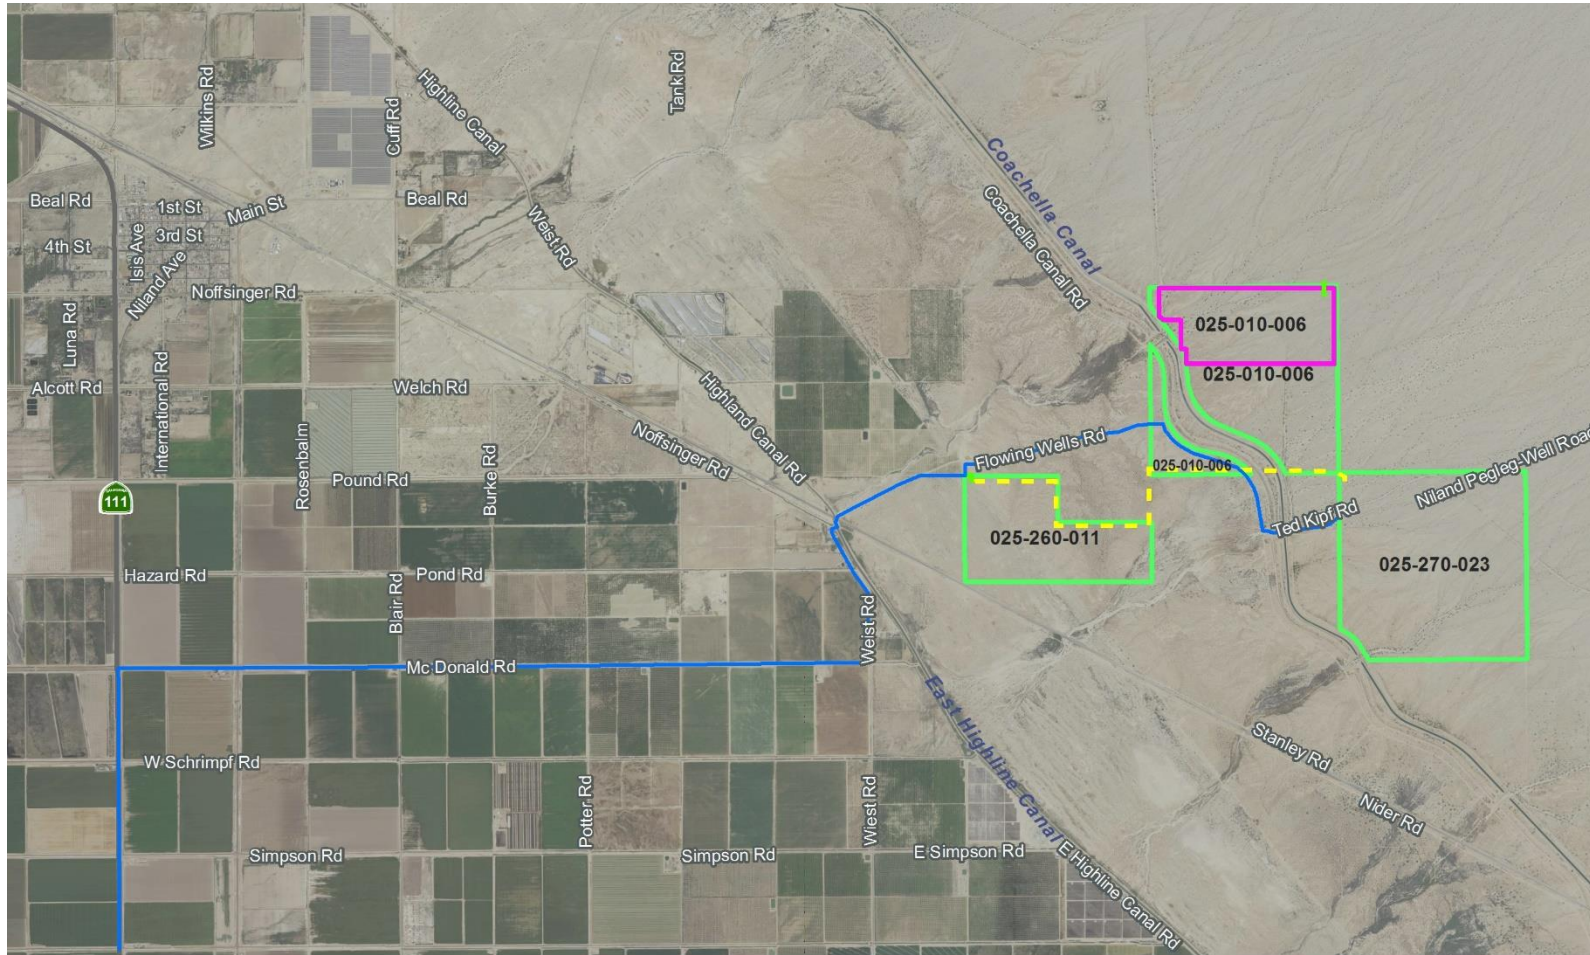 Wilkins Rd
Cuff Rd
Highline Canal
Tank Rd
Coachella Canal
Coachella Canal Rd
Beal Rd
1st St
Main St
Beal Rd
4th St
3rd St
Isis Ave
Niland Ave
Weist Rd
Noffsinger Rd
Luna Rd
025-010-006
025-010-006
Alcott Rd
International Rd
Welch Rd
Highland Canal Rd
Noffsinger Rd
Rosenbalm
Pound Rd
Burke Rd
Flowing Wells Rd
025-010-006
Niland Pegleg-Well Road
111
Ted Kipf Rd
025-260-011
025-270-023
Hazard Rd
Blair Rd
Pond Rd
Weist Rd
Mc Donald Rd
East Highline Canal
W Schrimpf Rd
Stanley Rd
Potter Rd
Wiest Rd
Nider Rd
Simpson Rd
Simpson Rd
E Simpson Rd
E Highline Canal Rd